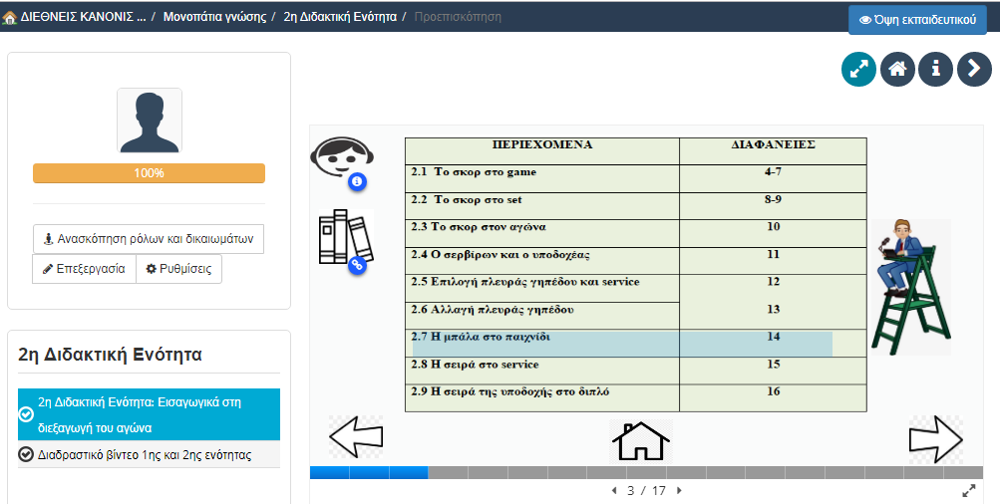 ΔΙΕΘΝΕΙΣ ΚΑΝΟΝΙΣ ... / Μονοπάτια γνώσης / 2η Διδακτική Ενότητα / Προεπισκόπηση
Όψη εκπαιδευτικού
100%
Ανασκόπηση ρόλων και δικαιωμάτων
Επεξεργασία
Ρυθμίσεις
2η Διδακτική Ενότητα
2η Διδακτική Ενότητα: Εισαγωγικά στη
διεξαγωγή του αγώνα
Διαδραστικό βίντεο 1ης και 2ης ενότητας
ΠΕΡΙΕΧΟΜΕΝΑ ΔΙΑΦΑΝΕΙΕΣ
2.1 Το σκορ στο game 4-7
2.2 Το σκορ στο set 8-9
2.3 Το σκορ στον αγώνα 10
2.4 Ο σερβίρων και ο υποδοχέας 11
2.5 Επιλογή πλευράς γηπέδου και service 12
2.6 Αλλαγή πλευράς γηπέδου 13
2.7 Η μπάλα στο παιχνίδι 14
2.8 Η σειρά στο service 15
2.9 Η σειρά της υποδοχής στο διπλό 16
3 / 17